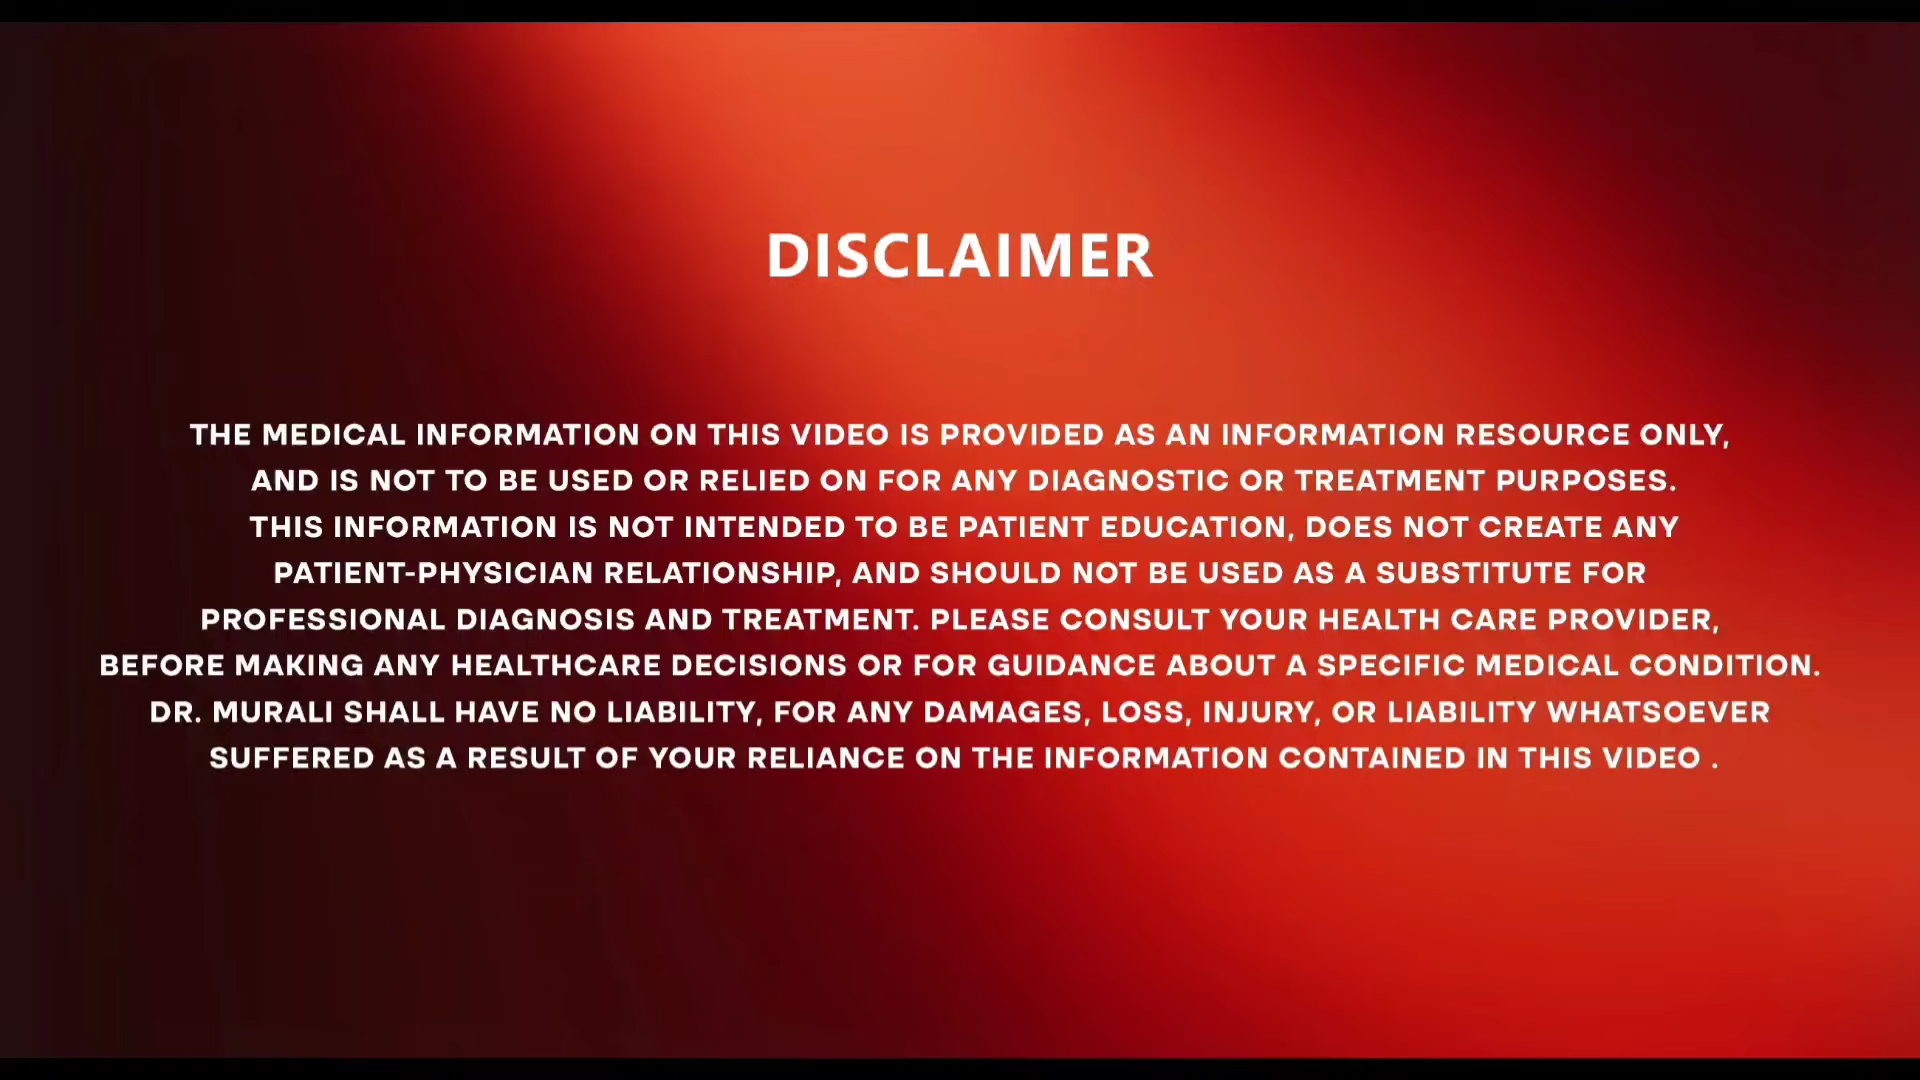 DISCLAIMER
THE MEDICAL INFORMATION ON THIS VIDEO IS PROVIDED AS AN INFORMATION RESOURCE ONLY,
AND IS NOT TO BE USED OR RELIED ON FOR ANY DIAGNOSTIC OR TREATMENT PURPOSES.
THIS INFORMATION IS NOT INTENDED TO BE PATIENT EDUCATION, DOES NOT CREATE ANY
PATIENT-PHYSICIAN RELATIONSHIP, AND SHOULD NOT BE USED AS A SUBSTITUTE FOR
PROFESSIONAL DIAGNOSIS AND TREATMENT. PLEASE CONSULT YOUR HEALTH CARE PROVIDER,
BEFORE MAKING ANY HEALTHCARE DECISIONS OR FOR GUIDANCE ABOUT A SPECIFIC MEDICAL CONDITION.
DR. MURALI SHALL HAVE NO LIABILITY, FOR ANY DAMAGES, LOSS, INJURY, OR LIABILITY WHATSOEVER
SUFFERED AS A RESULT OF YOUR RELIANCE ON THE INFORMATION CONTAINED IN THIS VIDEO .